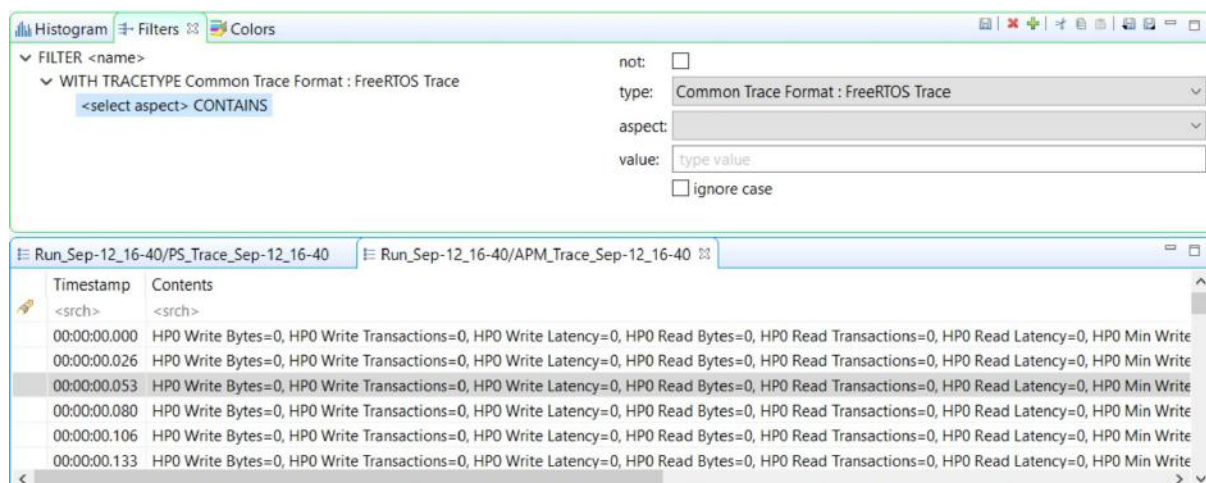 Histogram Filters Colors
FILTER <name>
WITH TRACETYPE Common Trace Format : FreeRTOS Trace
<select aspect> CONTAINS
not:
type: Common Trace Format : FreeRTOS Trace
aspect:
value: type value
ignore case
Run_Sep-12_16-40/PS_Trace_Sep-12_16-40 Run_Sep-12_16-40/APM_Trace_Sep-12_16-40
Timestamp Contents
<srch> <srch>
00:00:00.000 HP0 Write Bytes=0, HP0 Write Transactions=0, HP0 Write Latency=0, HP0 Read Bytes=0, HP0 Read Transactions=0, HP0 Read Latency=0, HP0 Min Write
00:00:00.026 HP0 Write Bytes=0, HP0 Write Transactions=0, HP0 Write Latency=0, HP0 Read Bytes=0, HP0 Read Transactions=0, HP0 Read Latency=0, HP0 Min Write
00:00:00.053 HP0 Write Bytes=0, HP0 Write Transactions=0, HP0 Write Latency=0, HP0 Read Bytes=0, HP0 Read Transactions=0, HP0 Read Latency=0, HP0 Min Write
00:00:00.080 HP0 Write Bytes=0, HP0 Write Transactions=0, HP0 Write Latency=0, HP0 Read Bytes=0, HP0 Read Transactions=0, HP0 Read Latency=0, HP0 Min Write
00:00:00.106 HP0 Write Bytes=0, HP0 Write Transactions=0, HP0 Write Latency=0, HP0 Read Bytes=0, HP0 Read Transactions=0, HP0 Read Latency=0, HP0 Min Write
00:00:00.133 HP0 Write Bytes=0, HP0 Write Transactions=0, HP0 Write Latency=0, HP0 Read Bytes=0, HP0 Read Transactions=0, HP0 Read Latency=0, HP0 Min Write